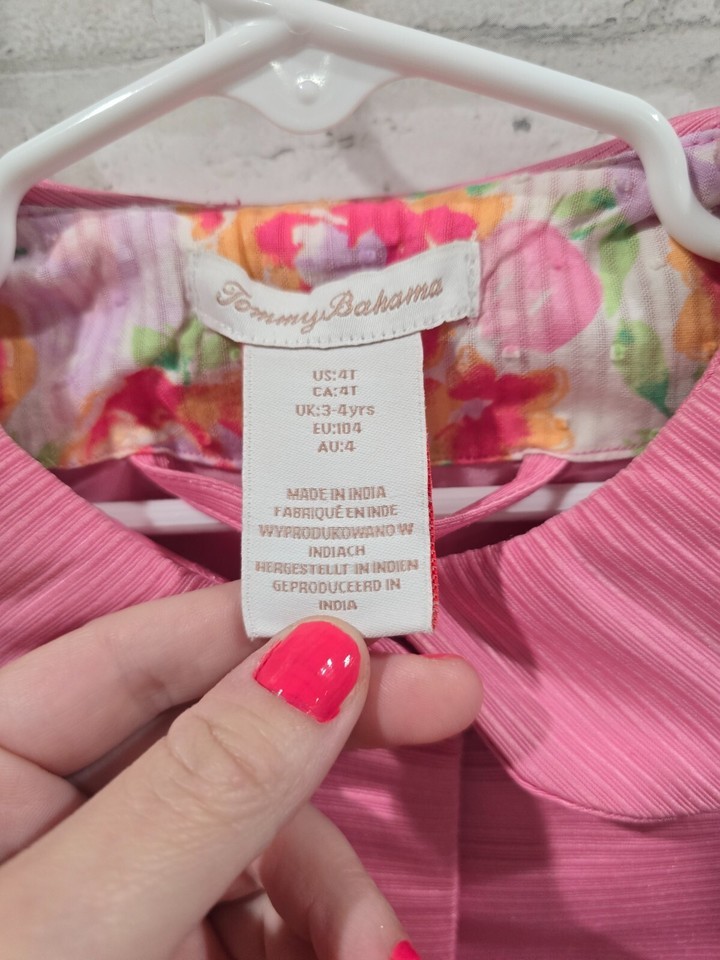 Tommy Bahama
US:4T
CA:4T
UK:3-4yrs
EU:104
AU:4
MADE IN INDIA
FABRIQUÉ EN INDE
WYPRODUKOWANO W
INDIACH
HERGESTELLT IN INDIEN
GEPRODUCEERD IN
INDIA